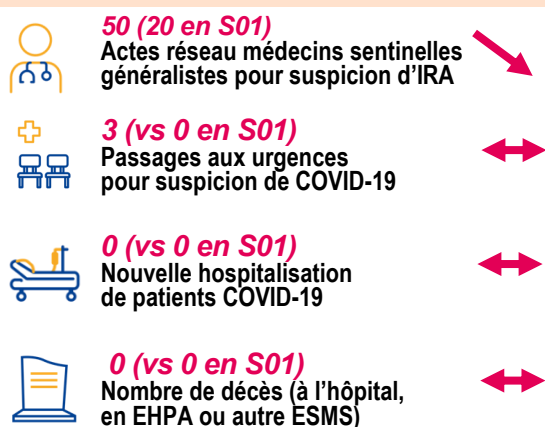 50 (20 en S01)
Actes réseau médecins sentinelles
généralistes pour suspicion d'IRA
3 (vs 0 en S01)
Passages aux urgences
pour suspicion de COVID-19
0 (vs 0 en S01)
Nouvelle hospitalisation
de patients COVID-19
0 (vs 0 en S01)
Nombre de décès (à l'hôpital,
en EHPA ou autre ESMS)